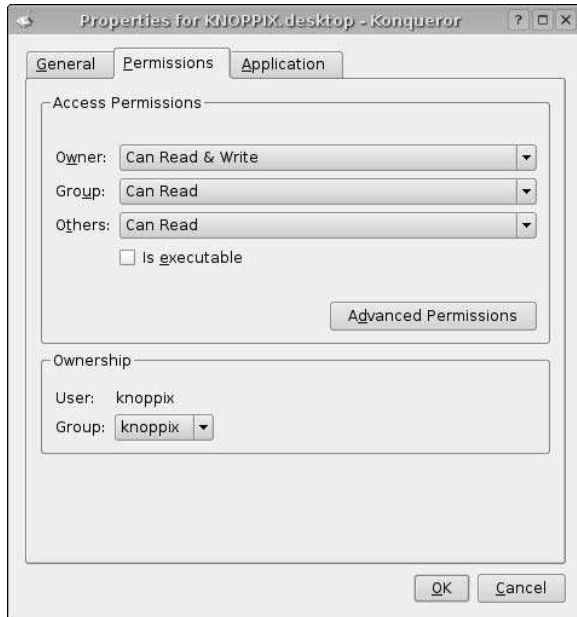 Properties for KNOPPIX.desktop - Konqueror
General Permissions Application
Access Permissions
Owner: Can Read & Write
Group: Can Read
Others: Can Read
Is executable
Advanced Permissions
Ownership
User: knoppix
Group: knoppix
OK Cancel